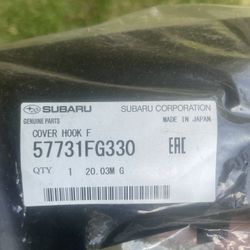 SUBARU SUBARU CORPORATION
GENUINE PARTS MADE IN JAPAN
COVER HOOK F
57731FG330 EAC
QTY 1 20.03M G